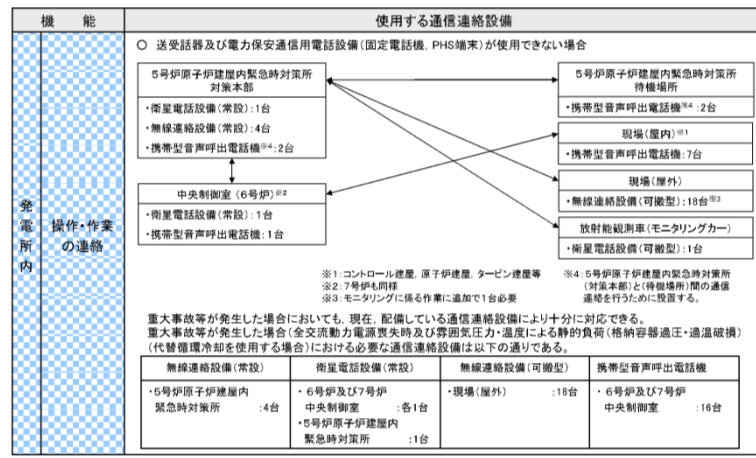 機 能
使用する通信連絡設備
発電所内
操作・作業
の連絡
○ 送受話器及び電力保安通信用電話設備(固定電話機,PHS端末)が使用できない場合
5号炉原子炉建屋内緊急時対策所
対策本部
・衛星電話設備(常設):1台
・無線連絡設備(常設):4台
・携帯型音声呼出電話機※4:2台
中央制御室(6号炉)※2
・衛星電話設備(常設):1台
・携帯型音声呼出電話機:1台
5号炉原子炉建屋内緊急時対策所
待機場所
・携帯型音声呼出電話機※4:2台
現場(屋内)※1
・携帯型音声呼出電話機:7台
現場(屋外)
・無線連絡設備(可搬型):18台※3
放射能観測車(モニタリングカー)
・衛星電話設備(可搬型):1台
※1:コントロール建屋,原子炉建屋,タービン建屋等
※2:7号炉も同様
※3:モニタリングに係る作業に追加で1台必要
※4:5号炉原子炉建屋内緊急時対策所
(対策本部)と(待機場所)間の通信
連絡を行うために設置する。
重大事故等が発生した場合においても,現在,配備している通信連絡設備により十分に対応できる。
重大事故等が発生した場合(全交流動力電源喪失時及び雰囲気圧力・温度による静的負荷(格納容器過圧・過温破損)
(代替循環冷却を使用する場合)における必要な通信連絡設備は以下の通りである。
無線連絡設備(常設)
衛星電話設備(常設)
無線連絡設備(可搬型)
携帯型音声呼出電話機
・5号炉原子炉建屋内
緊急時対策所 :4台
・6号炉及び7号炉
中央制御室 :各1台
・5号炉原子炉建屋内
緊急時対策所 :1台
・現場(屋外) :18台
・6号炉及び7号炉
中央制御室 :16台